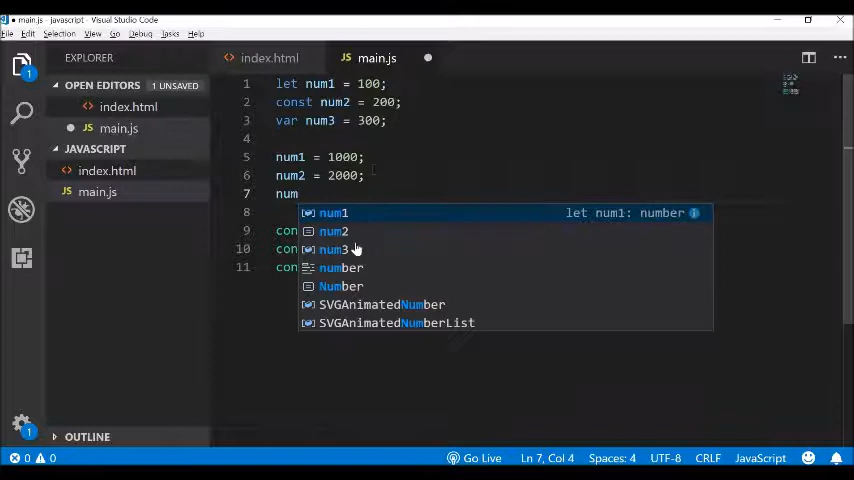 main.js - javascript - Visual Studio Code
File Edit Selection View Go Debug Tasks Help
EXPLORER
index.html
main.js
OPEN EDITORS 1 UNSAVED
index.html
main.js
JAVASCRIPT
index.html
main.js
OUTLINE
1 let num1 = 100;
2 const num2 = 200;
3 var num3 = 300;
4
5 num1 = 1000;
6 num2 = 2000;
7 num
8
9 con
10 con
11 con
num1 let num1: number
num2
num3
number
Number
SVGAnimatedNumber
SVGAnimatedNumberList
1
1
0 0 Go Live Ln 7, Col 4 Spaces: 4 UTF-8 CRLF JavaScript